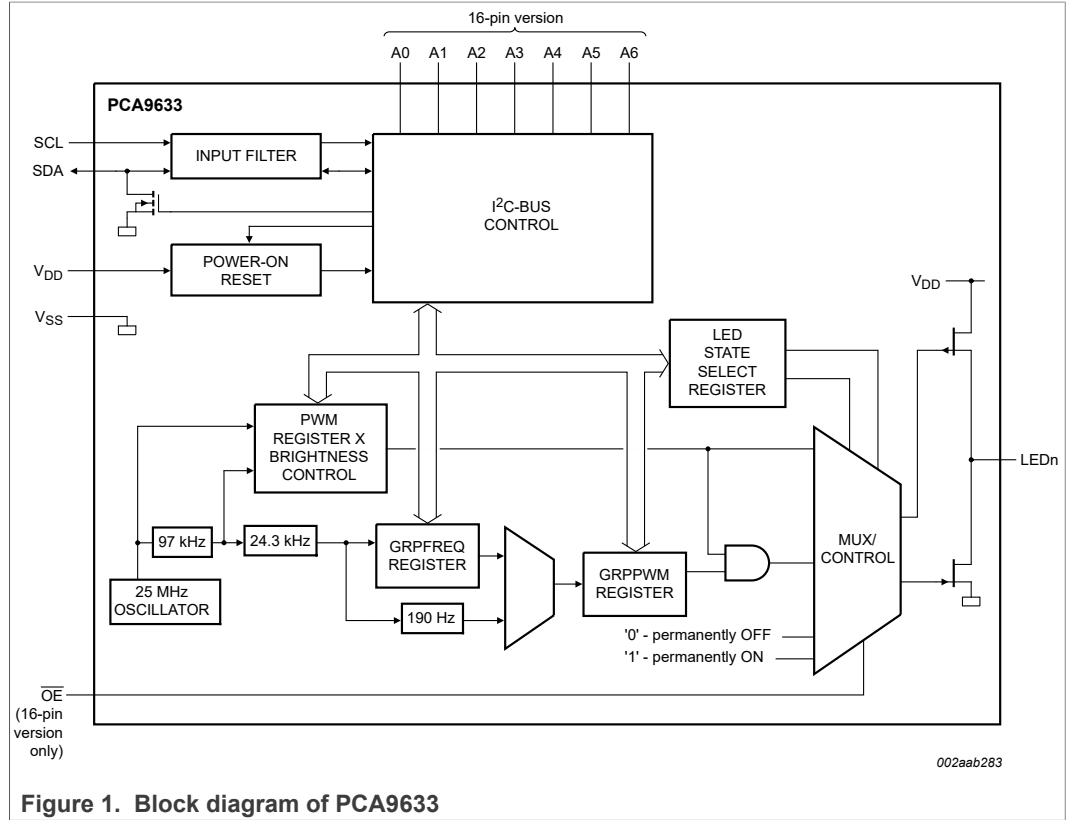 16-pin version
A0 A1 A2 A3 A4 A5 A6
PCA9633
SCL
SDA
INPUT FILTER
I²C-BUS
CONTROL
VDD
POWER-ON
RESET
VSS
VDD
LED
STATE
SELECT
REGISTER
PWM
REGISTER X
BRIGHTNESS
CONTROL
LEDn
97 kHz
24.3 kHz
GRPFREQ
REGISTER
MUX/
CONTROL
25 MHz
OSCILLATOR
190 Hz
GRPPWM
REGISTER
'0' - permanently OFF
'1' - permanently ON
OE
(16-pin
version
only)
002aab283
Figure 1. Block diagram of PCA9633